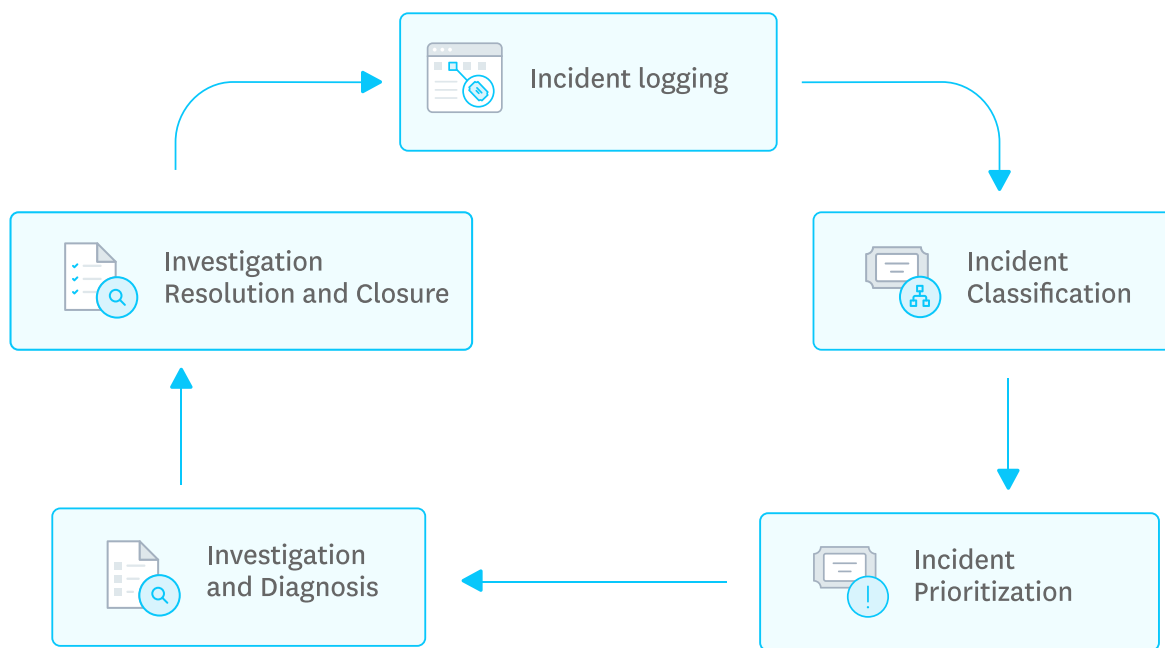 Incident logging
Investigation
Resolution and Closure
Incident
Classification
Investigation
and Diagnosis
Incident
Prioritization